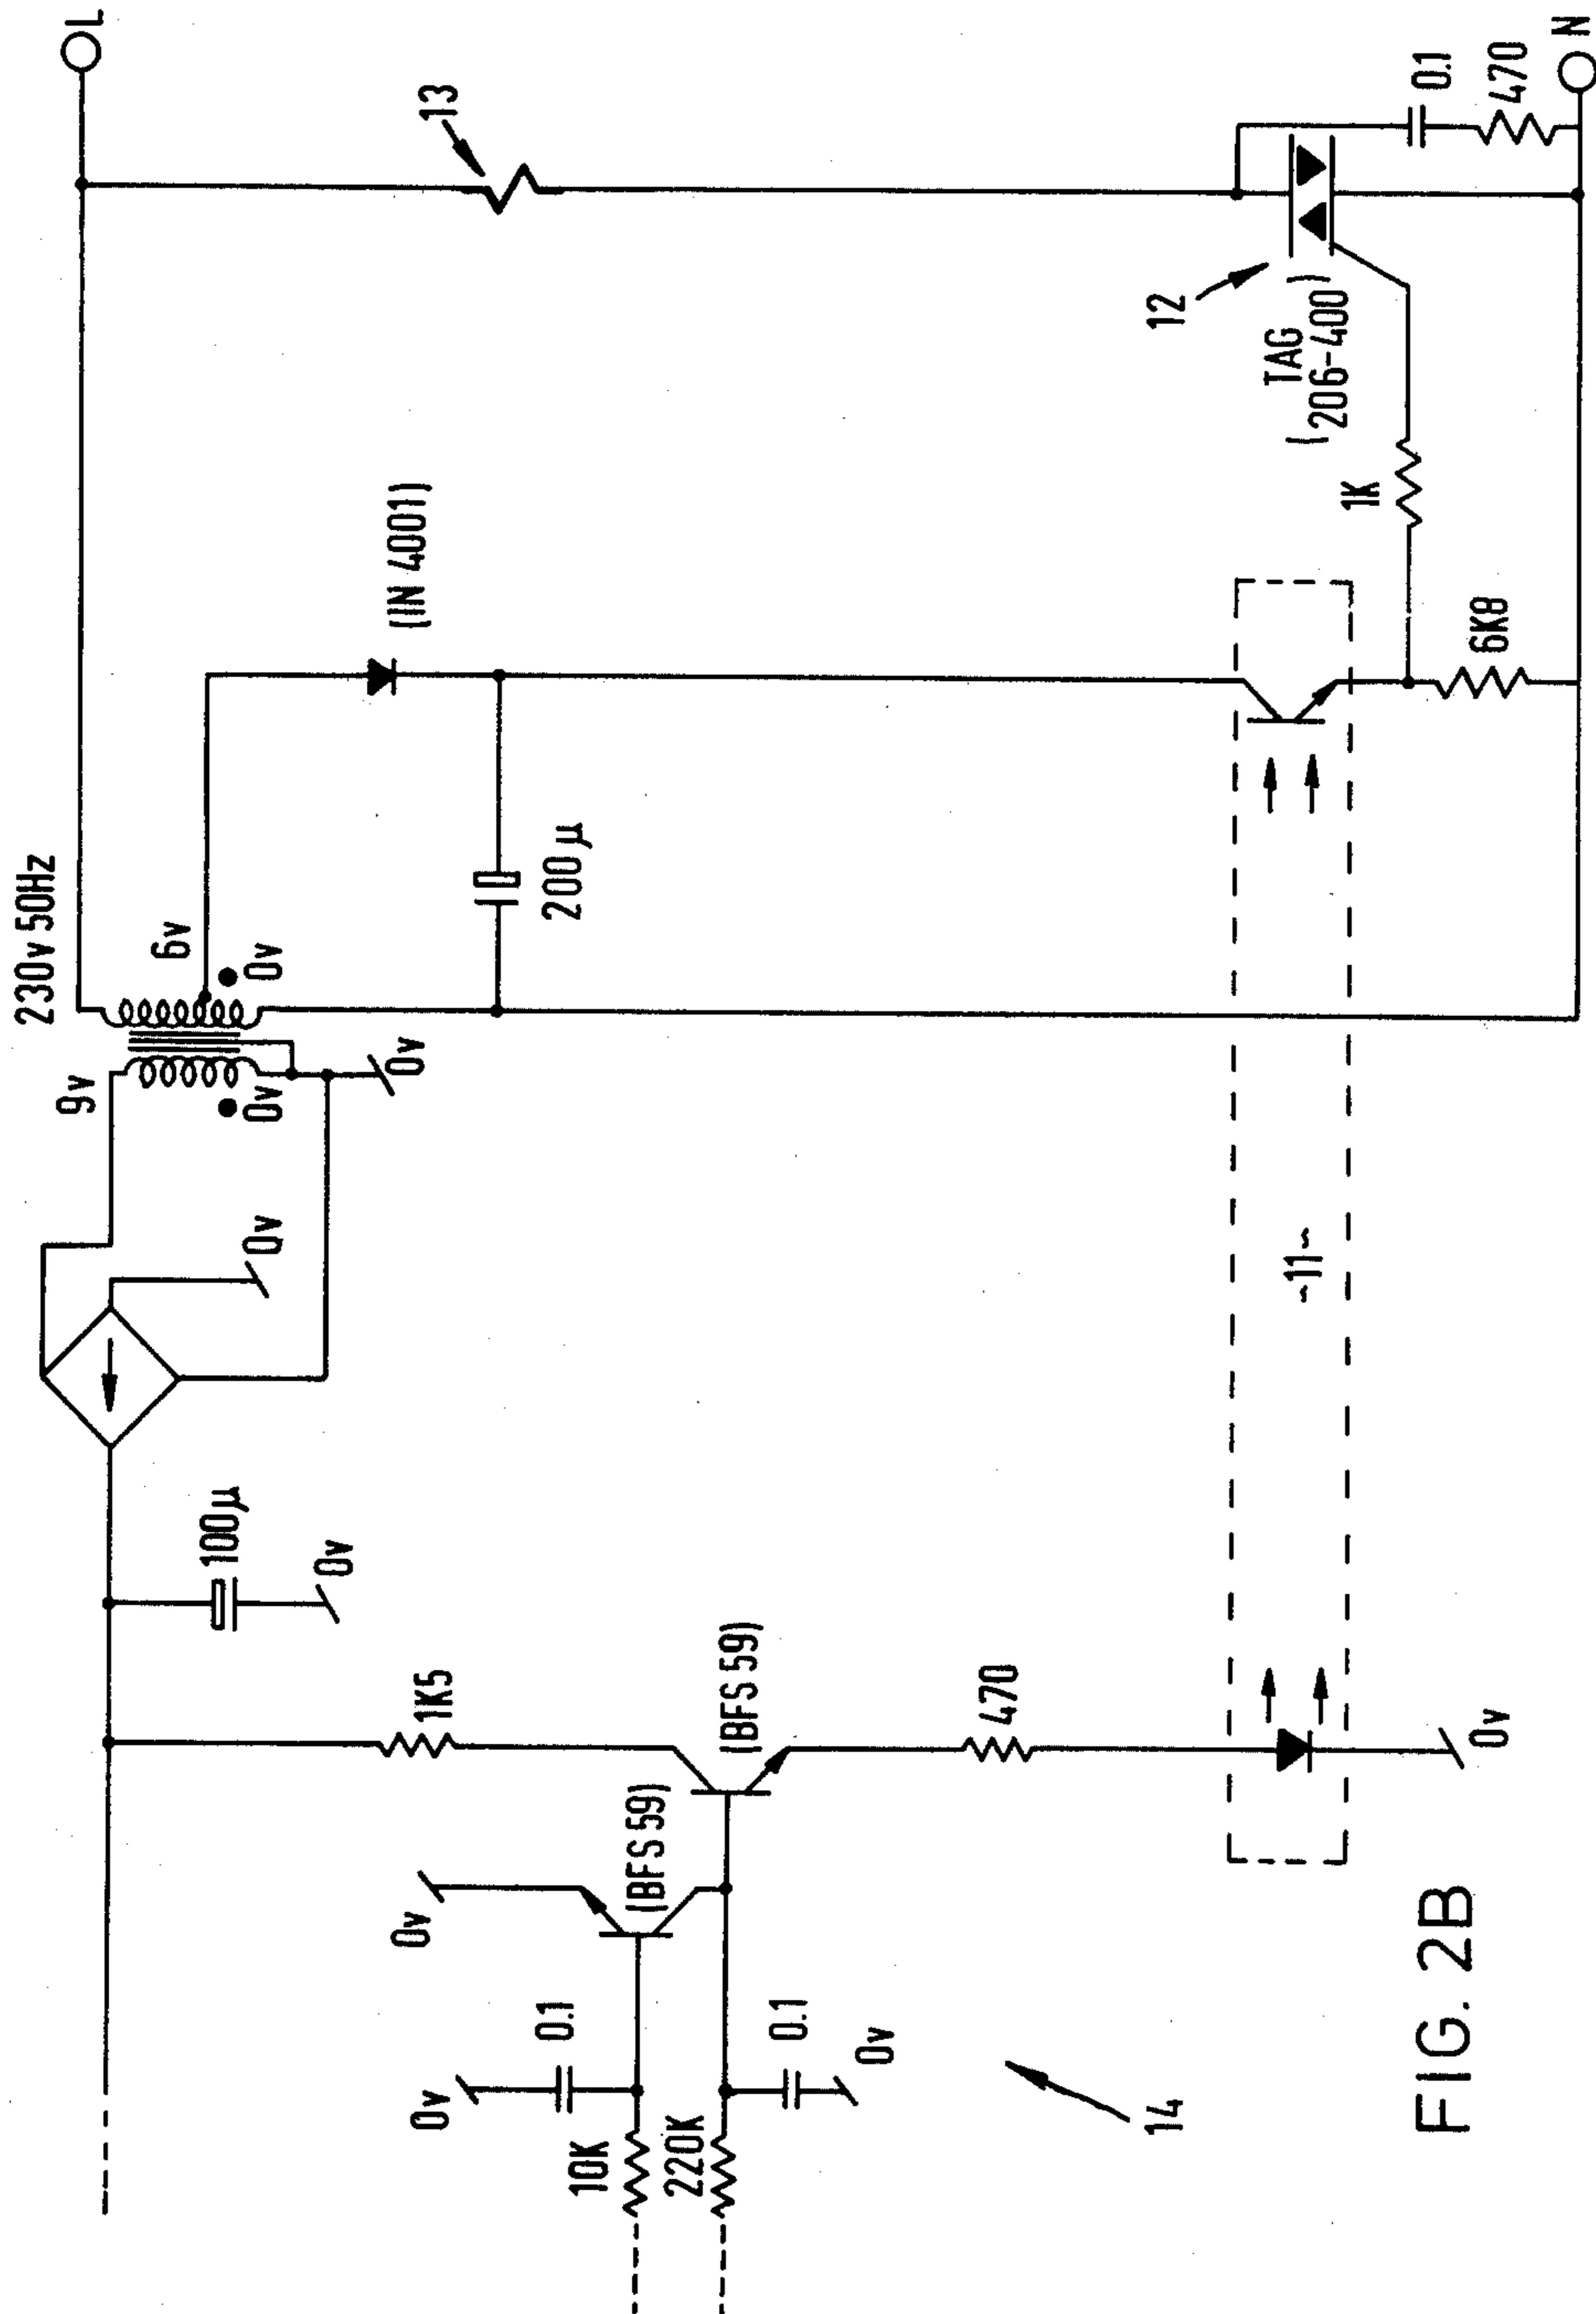 L
230v 50Hz
9v
6v
0v
0v
0v
0v
13
100µ
0v
(IN 4001)
200µ
1K5
(BFS 59)
(BFS 59)
0v
0v
0.1
10K
220K
0.1
0v
470
~11~
0v
12
TAG
(206-400)
1K
6K8
0.1
470
N
14
FIG. 2B